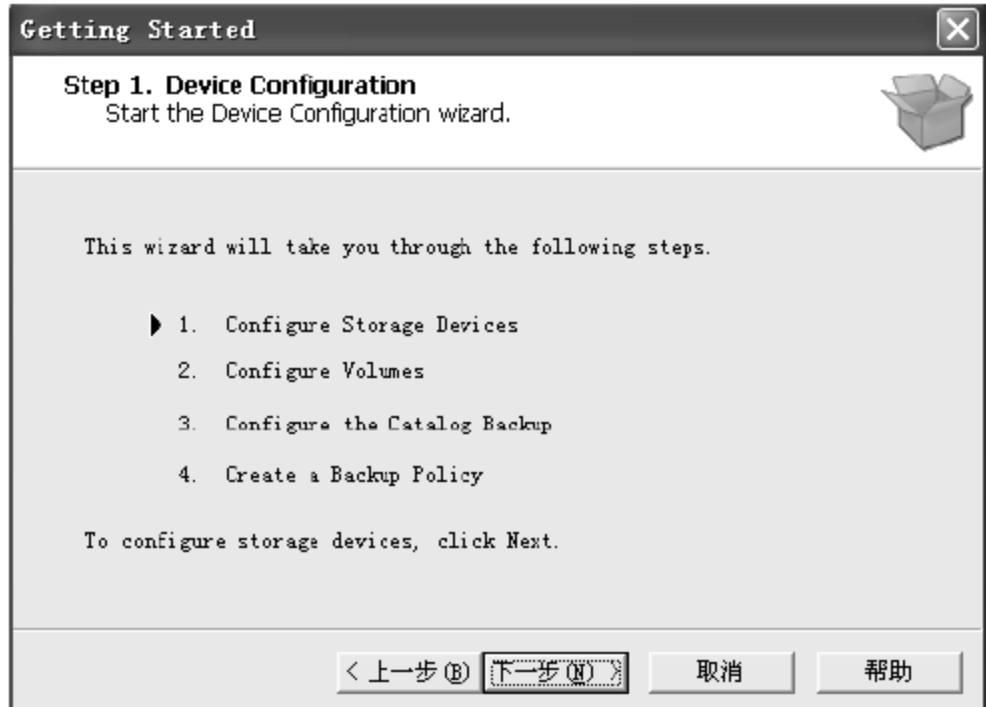 Getting Started
Step 1. Device Configuration
Start the Device Configuration wizard.
This wizard will take you through the following steps.
1. Configure Storage Devices
2. Configure Volumes
3. Configure the Catalog Backup
4. Create a Backup Policy
To configure storage devices, click Next.
< 上一步(B) 下一步(N) > 取消 帮助